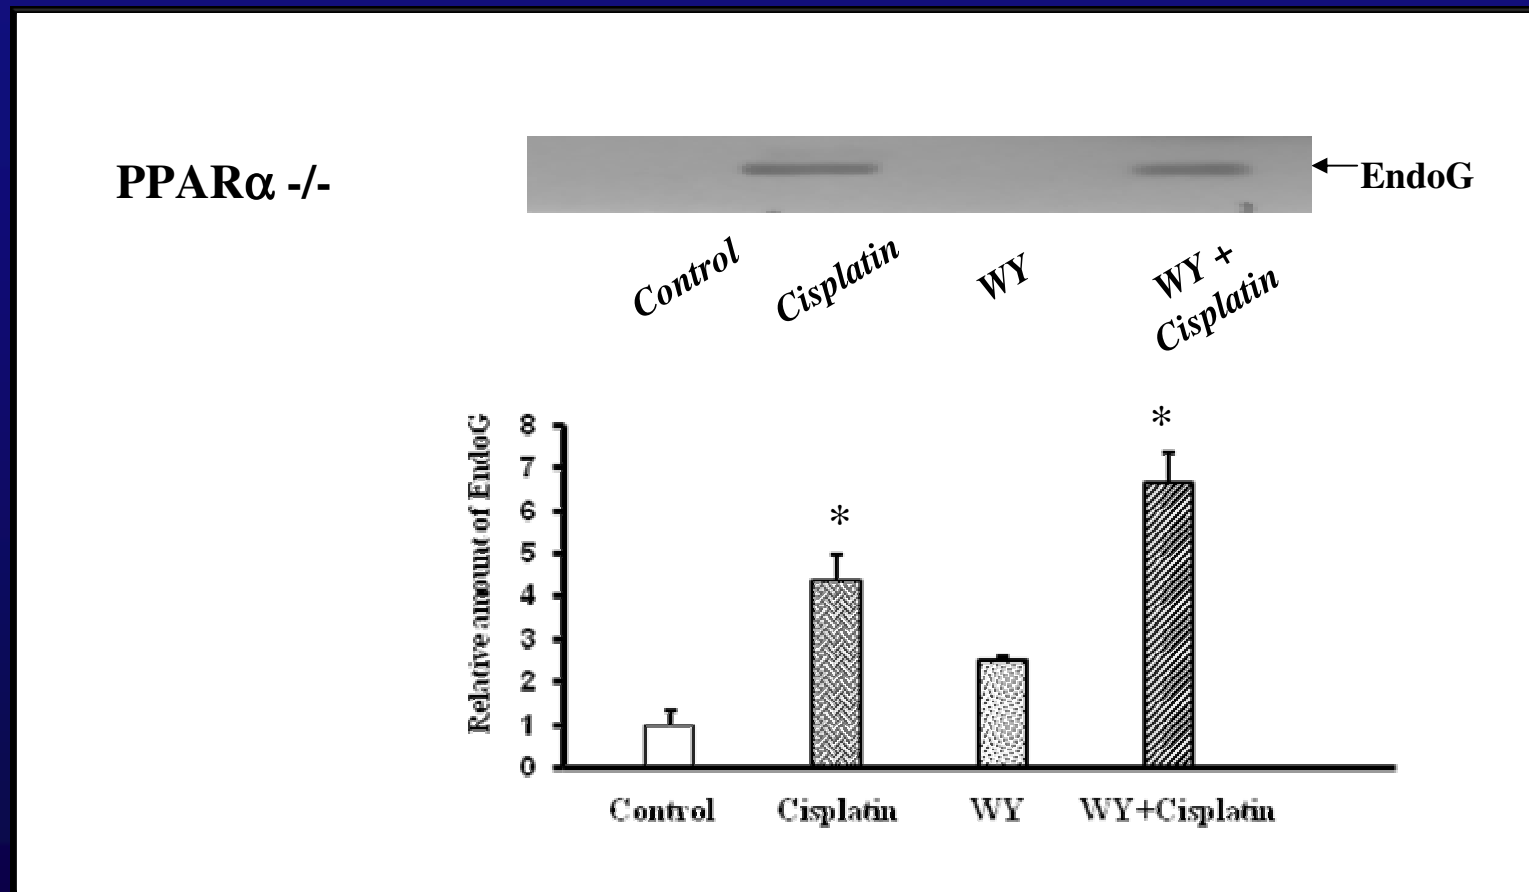 PPARα -/-
EndoG
Control
Cisplatin
WY
WY +
Cisplatin
Relative amount of EndoG
8
7
6
5
4
3
2
1
0
*
*
Control
Cisplatin
WY
WY+Cisplatin